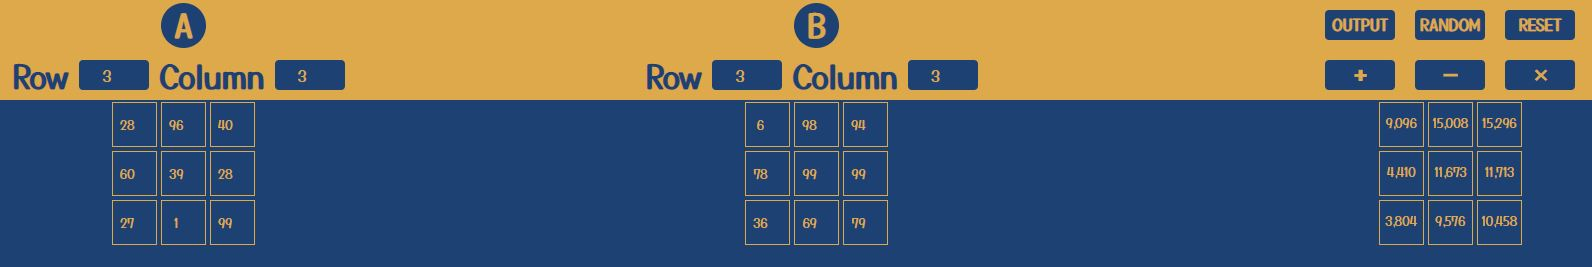 A B OUTPUT RANDOM RESET
Row 3 Column 3 Row 3 Column 3 + − ×
28 96 40 6 98 94 9,096 15,008 15,296
60 39 28 78 99 99 4,410 11,673 11,713
27 1 99 36 69 79 3,804 9,576 10,458